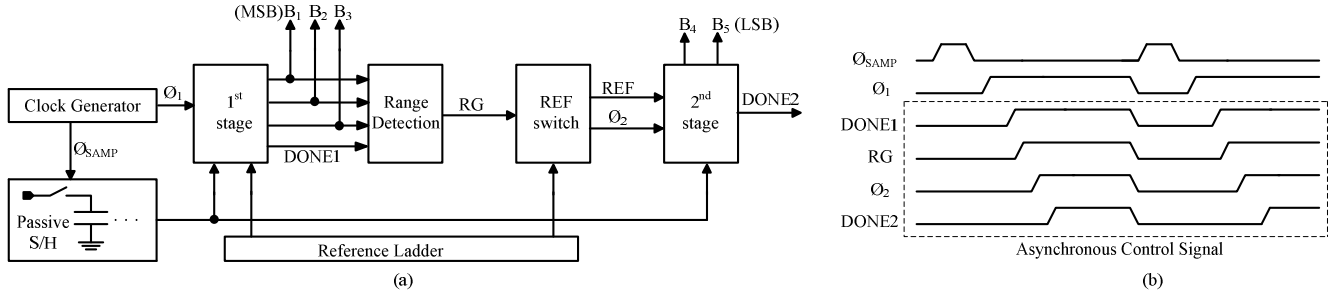 (MSB)B₁ B₂ B₃
B₄ B₅ (LSB)
Clock Generator
Ø₁
1ˢᵗ
stage
Range
Detection
RG
REF
switch
REF
Ø₂
2ⁿᵈ
stage
DONE2
DONE1
ØSAMP
Passive
S/H
. . .
Reference Ladder
(a)
ØSAMP
Ø₁
DONE1
RG
Ø₂
DONE2
Asynchronous Control Signal
(b)